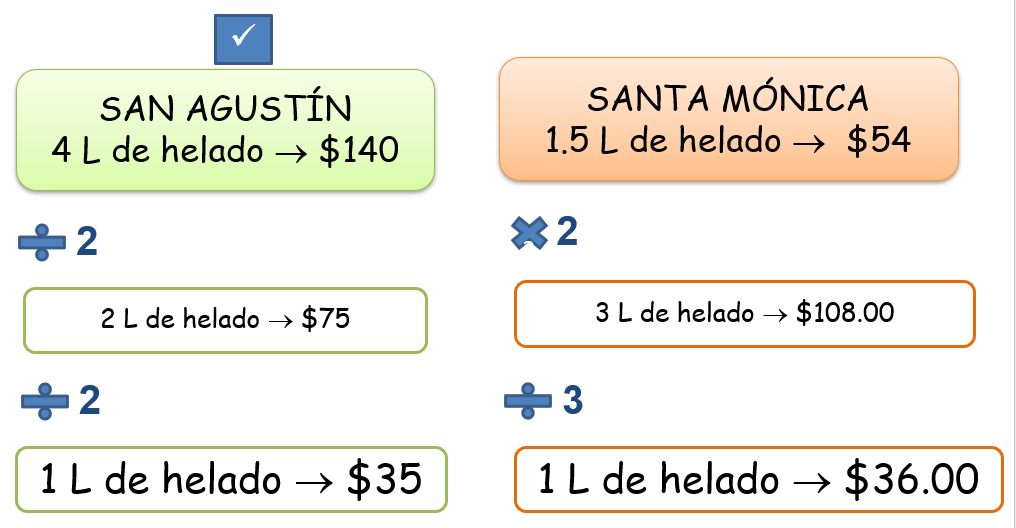 SAN AGUSTÍN
4 L de helado → $140
÷ 2
2 L de helado → $75
÷ 2
1 L de helado → $35
SANTA MÓNICA
1.5 L de helado → $54
× 2
3 L de helado → $108.00
÷ 3
1 L de helado → $36.00